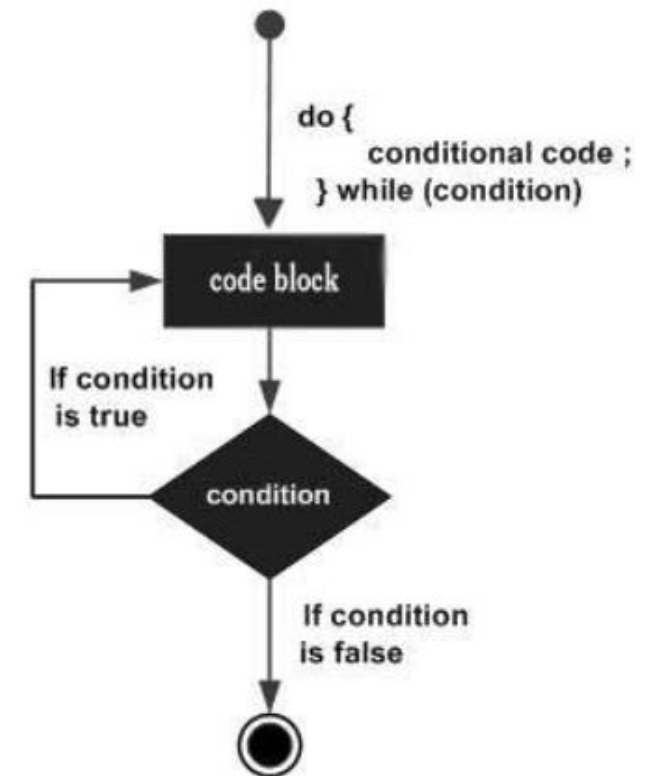 do {
conditional code ;
} while (condition)
code block
If condition
is true
condition
If condition
is false